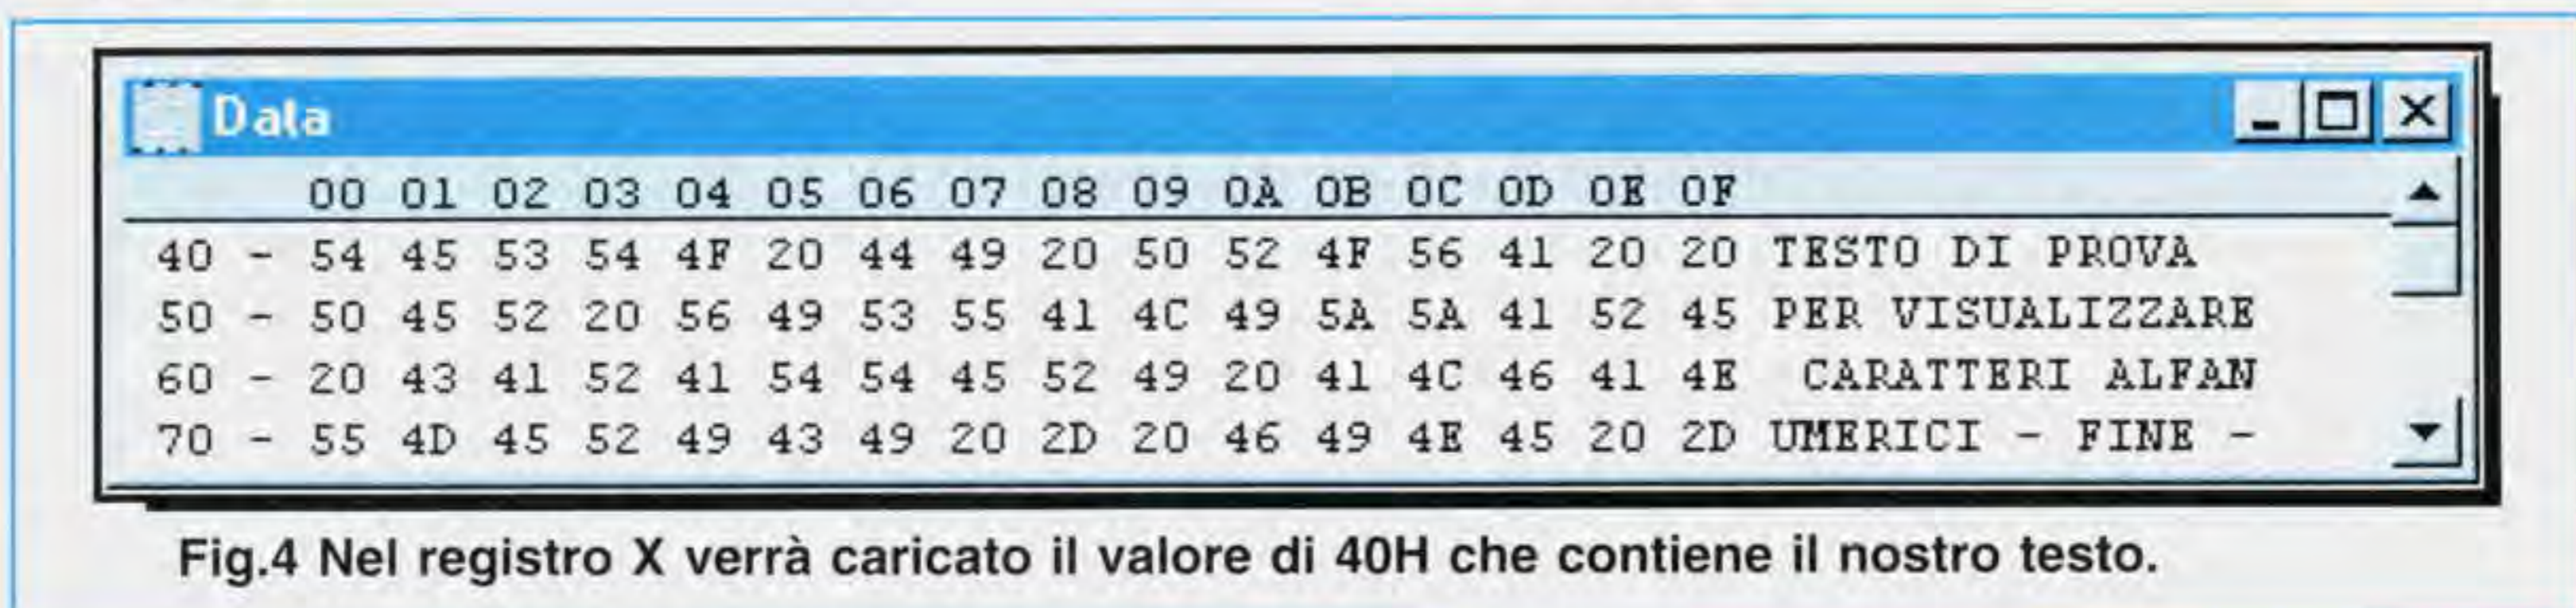 Data
00 01 02 03 04 05 06 07 08 09 0A 0B 0C 0D 0E 0F
40 - 54 45 53 54 4F 20 44 49 20 50 52 4F 56 41 20 20 TESTO DI PROVA
50 - 50 45 52 20 56 49 53 55 41 4C 49 5A 5A 41 52 45 PER VISUALIZZARE
60 - 20 43 41 52 41 54 54 45 52 49 20 41 4C 46 41 4E CARATTERI ALFAN
70 - 55 4D 45 52 49 43 49 20 2D 20 46 49 4E 45 20 2D UMERICI - FINE -
Fig.4 Nel registro X verrà caricato il valore di 40H che contiene il nostro testo.